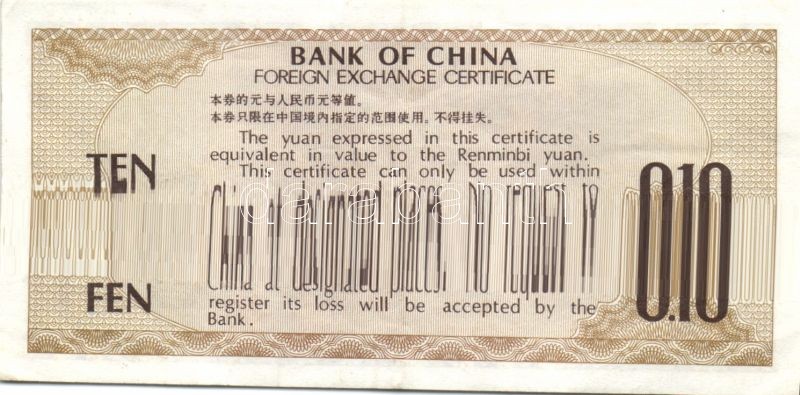 BANK OF CHINA
FOREIGN EXCHANGE CERTIFICATE
本券的元与人民币元等值。
本券只限在中国境内指定的范围使用。不得挂失。
The yuan expressed in this certificate is
equivalent in value to the Renminbi yuan.
This certificate can only be used within
China at designated places. No request to
register its loss will be accepted by the
Bank.
TEN
FEN
0.10
darabanth